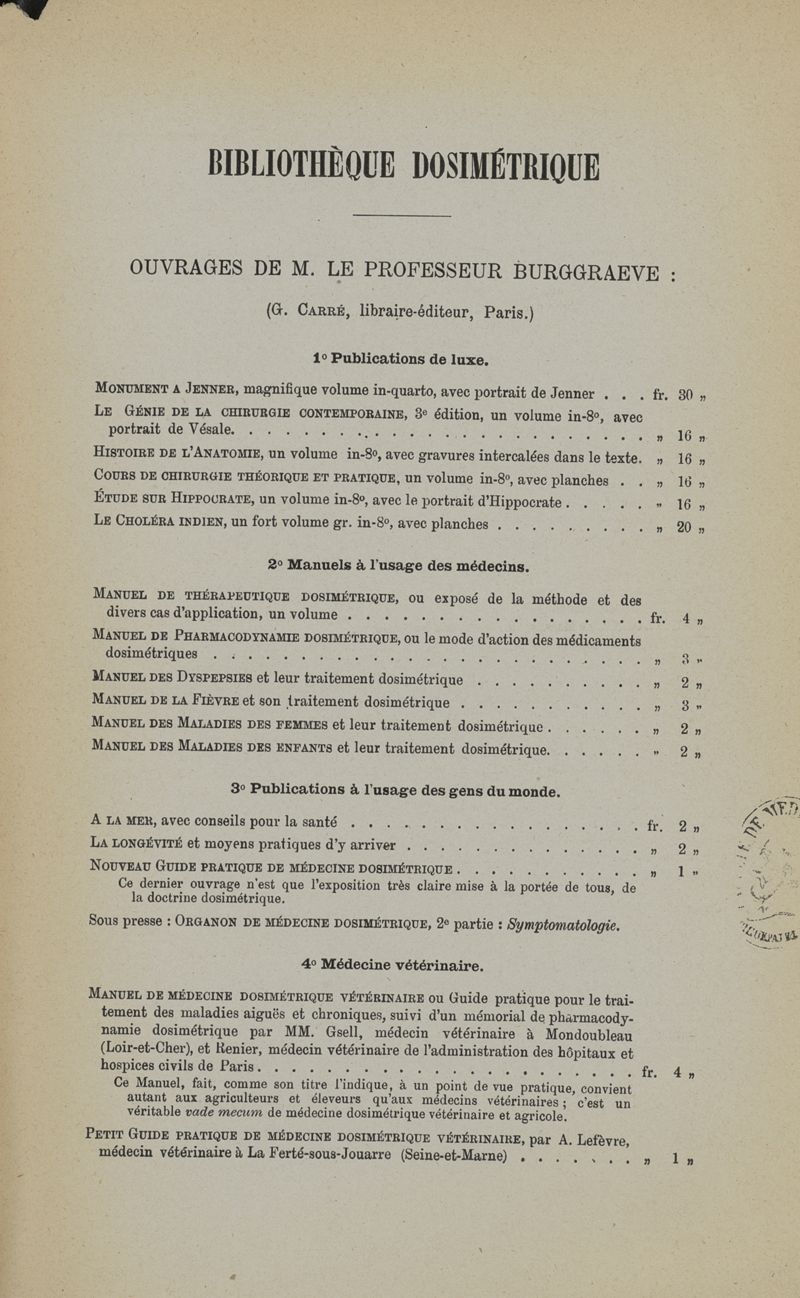 BIBLIOTHÈQUE DOSIMÉTRIQUE
OUVRAGES DE M. LE PROFESSEUR BURGGRAEVE :
(G. CARRÉ, libraire-éditeur, Paris.)
1º Publications de luxe.
MONUMENT A JENNER, magnifique volume in-quarto, avec portrait de Jenner . . . fr. 30 „
LE GÉNIE DE LA CHIRURGIE CONTEMPORAINE, 3e édition, un volume in-8º, avec
portrait de Vésale. . . . . . . . . . . . . . . . . . . . . . . . „ 16 „
HISTOIRE DE L'ANATOMIE, un volume in-8º, avec gravures intercalées dans le texte. „ 16 „
COURS DE CHIRURGIE THÉORIQUE ET PRATIQUE, un volume in-8º, avec planches . . „ 16 „
ÉTUDE SUR HIPPOCRATE, un volume in-8º, avec le portrait d'Hippocrate . . . . . „ 16 „
LE CHOLÉRA INDIEN, un fort volume gr. in-8º, avec planches . . . . . . . . . „ 20 „
2º Manuels à l'usage des médecins.
MANUEL DE THÉRAPEUTIQUE DOSIMÉTRIQUE, ou exposé de la méthode et des
divers cas d'application, un volume . . . . . . . . . . . . . . . . . fr. 4 „
MANUEL DE PHARMACODYNAMIE DOSIMÉTRIQUE, ou le mode d'action des médicaments
dosimétriques . . . . . . . . . . . . . . . . . . . . . . . . „ 3 „
MANUEL DES DYSPEPSIES et leur traitement dosimétrique . . . . . . . . . . „ 2 „
MANUEL DE LA FIÈVRE et son traitement dosimétrique . . . . . . . . . . . „ 3 „
MANUEL DES MALADIES DES FEMMES et leur traitement dosimétrique . . . . . . „ 2 „
MANUEL DES MALADIES DES ENFANTS et leur traitement dosimétrique. . . . . . „ 2 „
3º Publications à l'usage des gens du monde.
A LA MER, avec conseils pour la santé . . . . . . . . . . . . . . . . . fr. 2 „
LA LONGÉVITÉ et moyens pratiques d'y arriver . . . . . . . . . . . . . . „ 2 „
NOUVEAU GUIDE PRATIQUE DE MÉDECINE DOSIMÉTRIQUE . . . . . . . . . . . „ 1 „
Ce dernier ouvrage n'est que l'exposition très claire mise à la portée de tous, de
la doctrine dosimétrique.
Sous presse : ORGANON DE MÉDECINE DOSIMÉTRIQUE, 2e partie : Symptomatologie.
4º Médecine vétérinaire.
MANUEL DE MÉDECINE DOSIMÉTRIQUE VÉTÉRINAIRE ou Guide pratique pour le trai-
tement des maladies aiguës et chroniques, suivi d'un mémorial de pharmacody-
namie dosimétrique par MM. Gsell, médecin vétérinaire à Mondoubleau
(Loir-et-Cher), et Renier, médecin vétérinaire de l'administration des hôpitaux et
hospices civils de Paris . . . . . . . . . . . . . . . . . . . . . . fr. 4 „
Ce Manuel, fait, comme son titre l'indique, à un point de vue pratique, convient
autant aux agriculteurs et éleveurs qu'aux médecins vétérinaires ; c'est un
véritable vade mecum de médecine dosimétrique vétérinaire et agricole.
PETIT GUIDE PRATIQUE DE MÉDECINE DOSIMÉTRIQUE VÉTÉRINAIRE, par A. Lefèvre,
médecin vétérinaire à La Ferté-sous-Jouarre (Seine-et-Marne) . . . . . . . „ 1 „